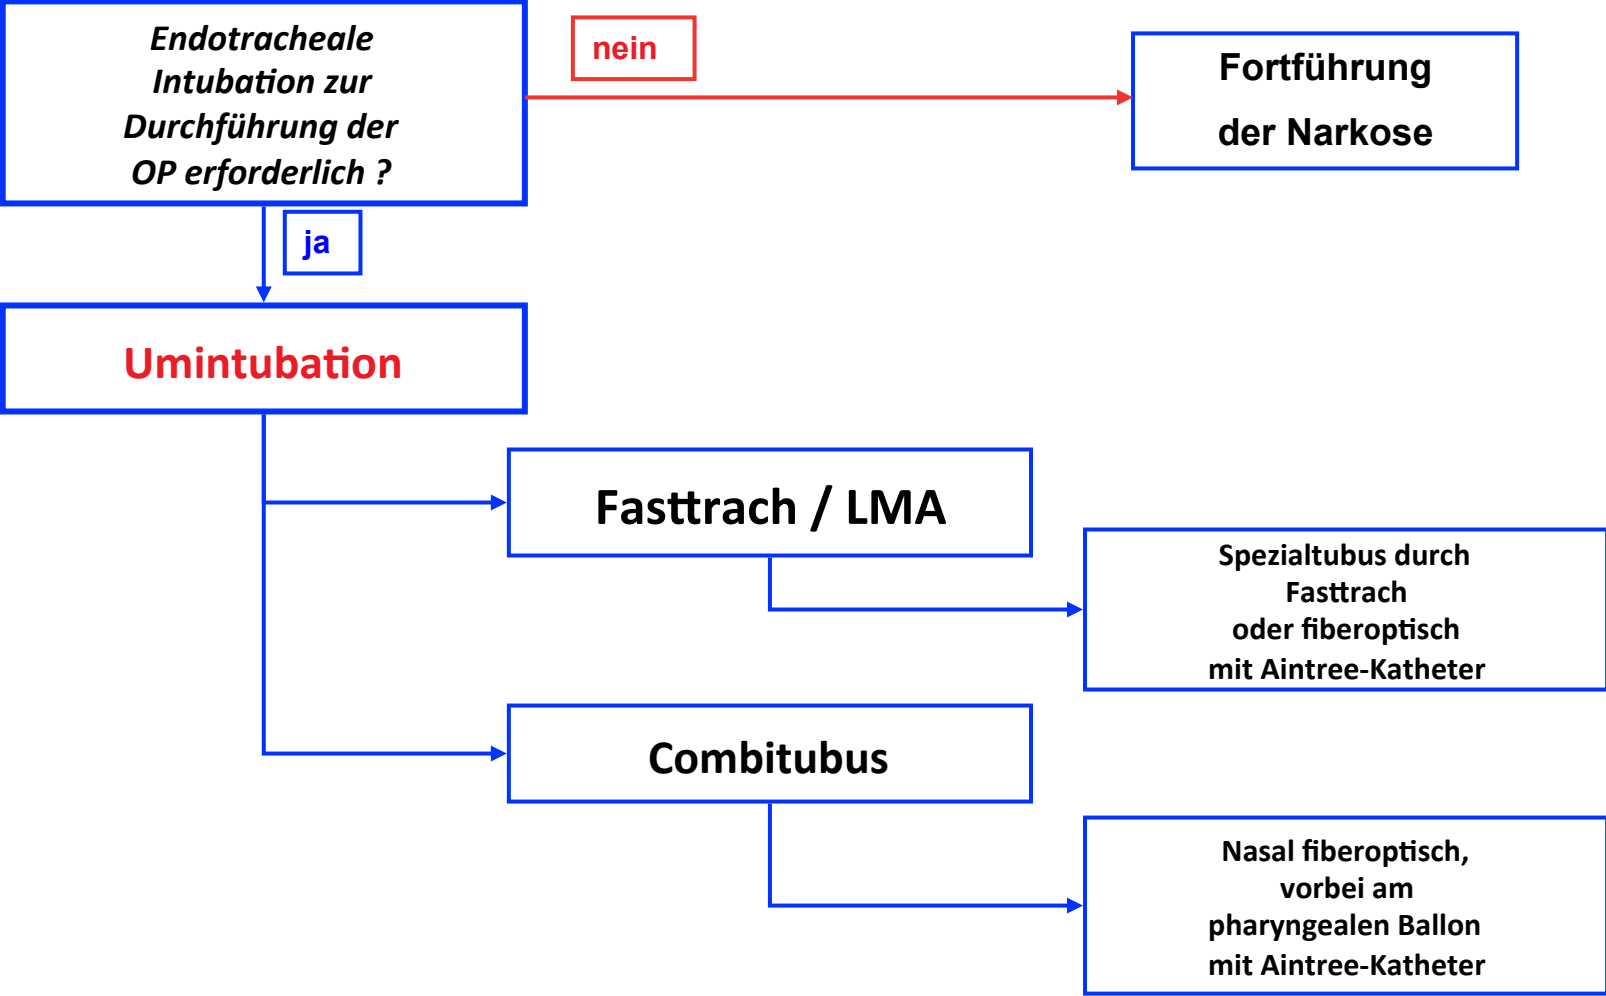 Endotracheale
Intubation zur
Durchführung der
OP erforderlich ?
nein
Fortführung
der Narkose
ja
Umintubation
Fasttrach / LMA
Spezialtubus durch
Fasttrach
oder fiberoptisch
mit Aintree-Katheter
Combitubus
Nasal fiberoptisch,
vorbei am
pharyngealen Ballon
mit Aintree-Katheter